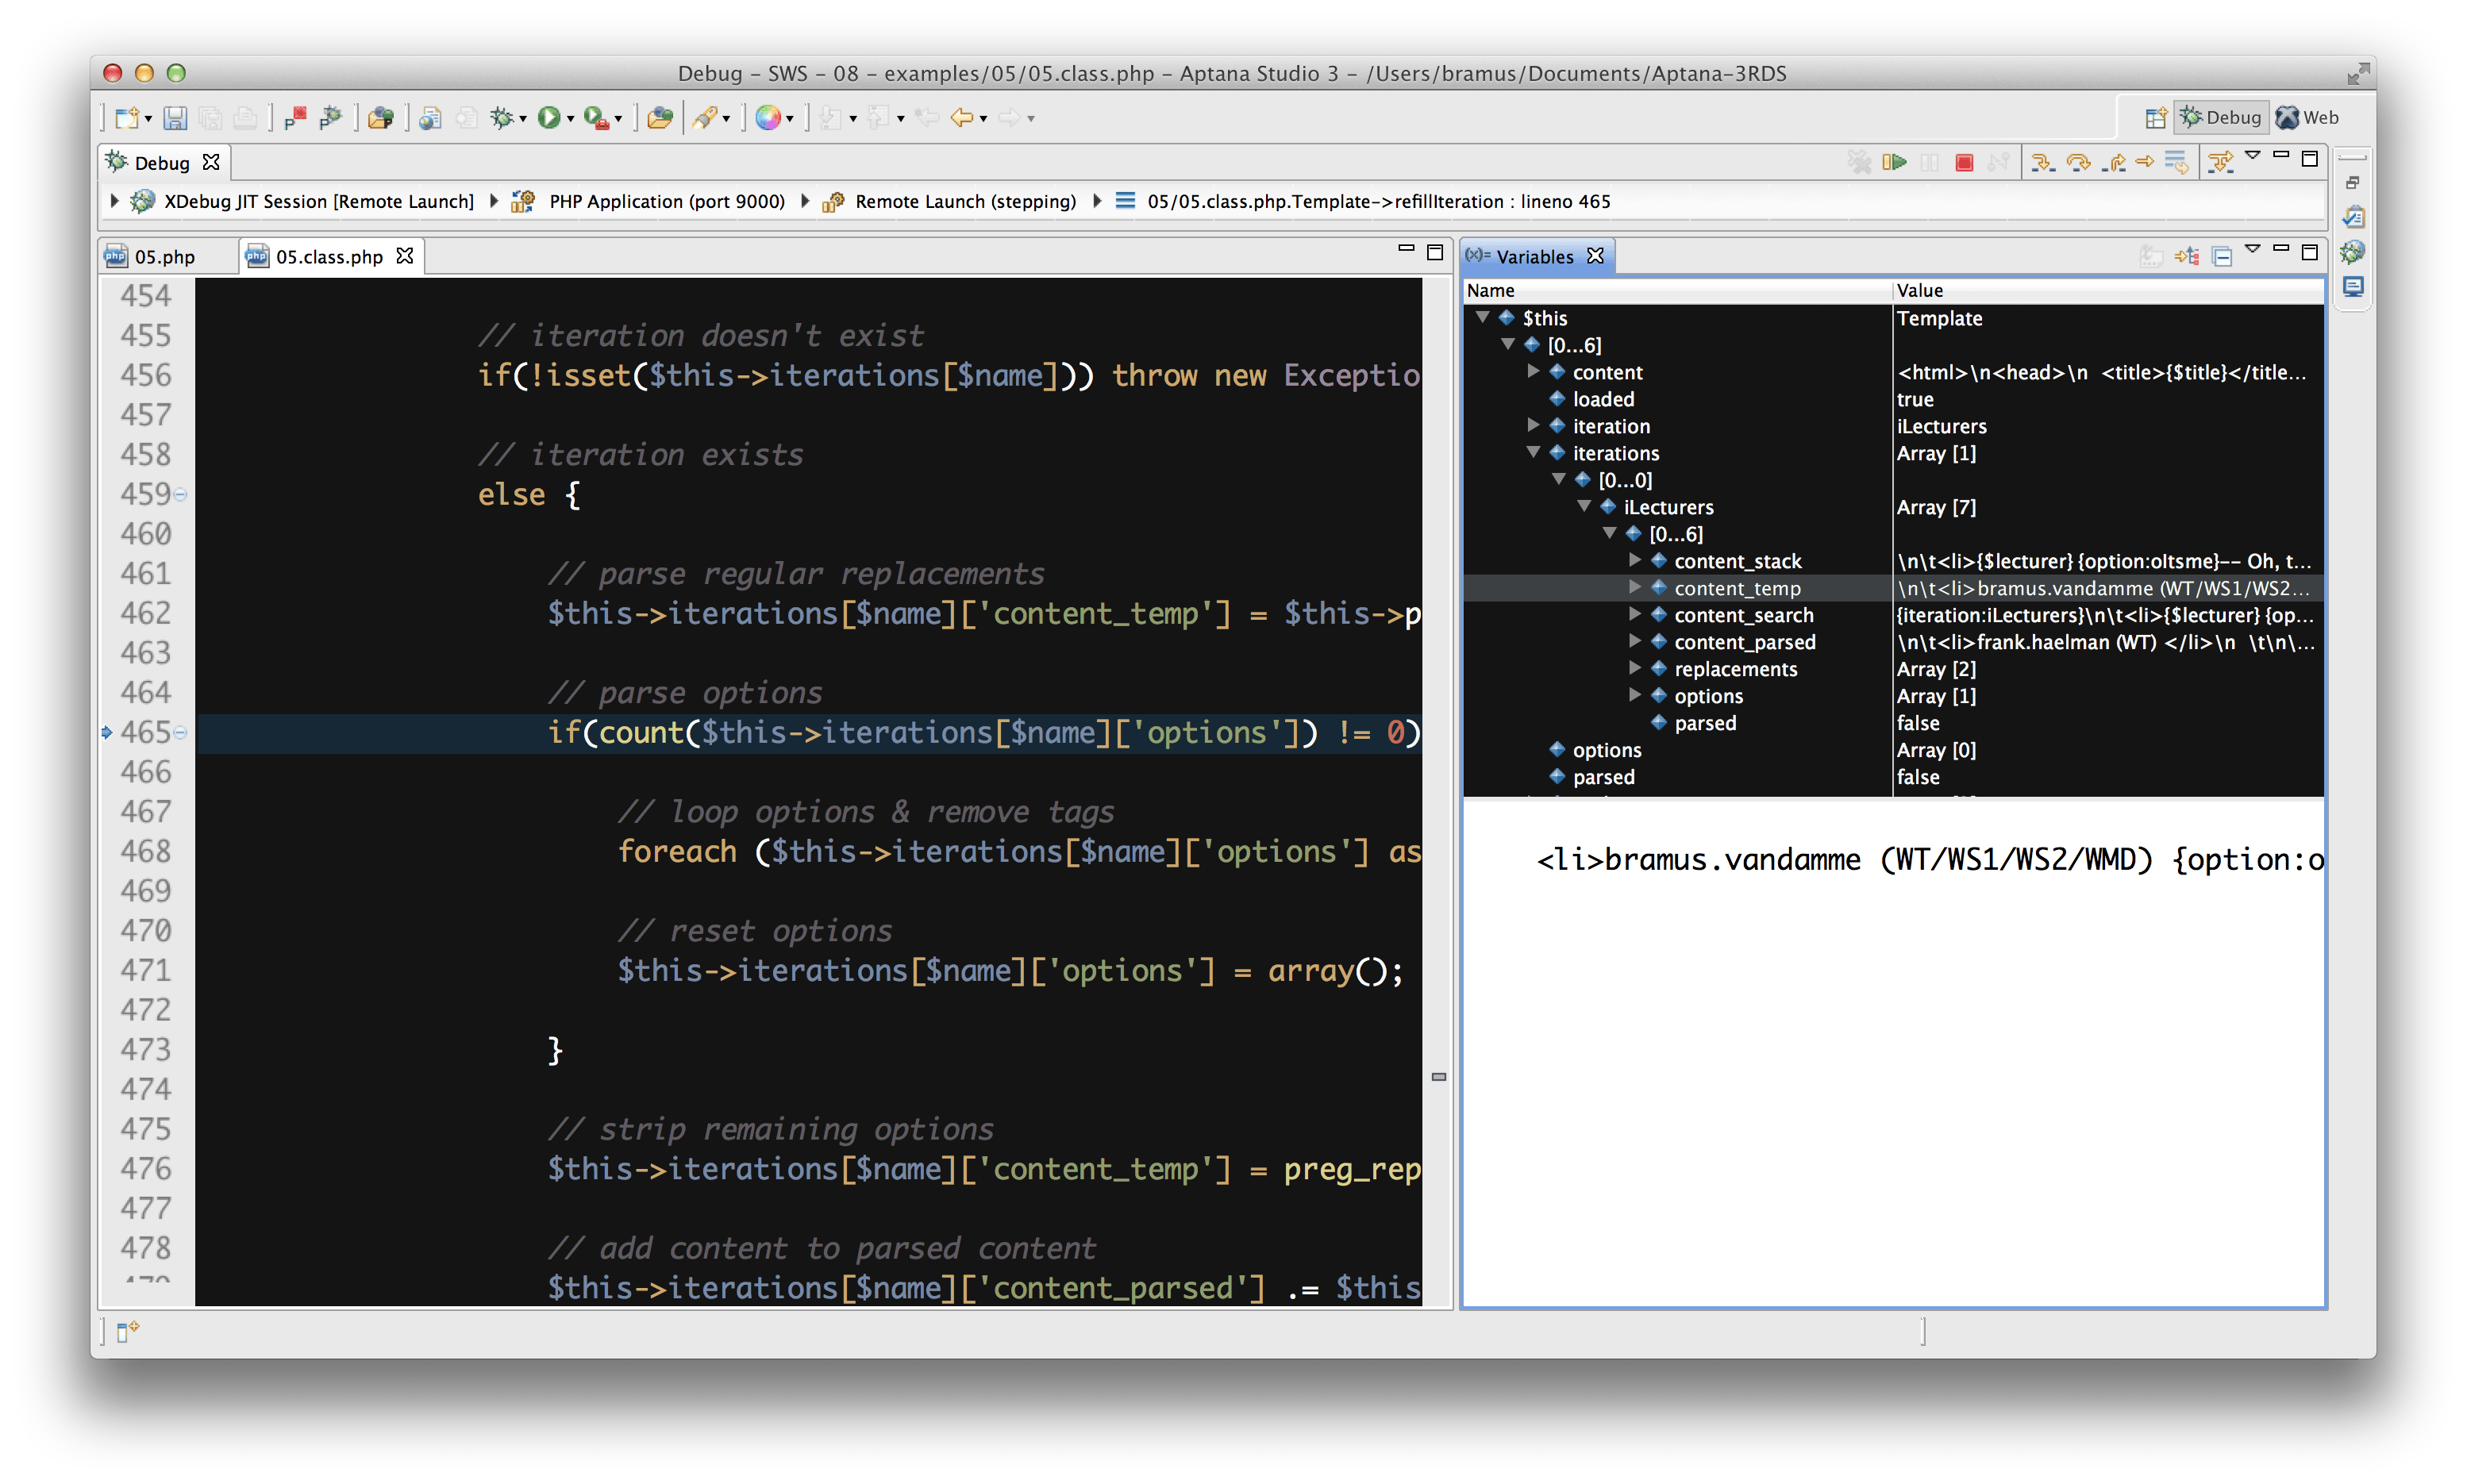 Debug – SWS – 08 – examples/05/05.class.php – Aptana Studio 3 – /Users/bramus/Documents/Aptana-3RDS
Debug Web
Debug
XDebug JIT Session [Remote Launch] PHP Application (port 9000) Remote Launch (stepping) 05/05.class.php.Template->refillIteration : lineno 465
05.php 05.class.php
454
455 // iteration doesn't exist
456 if(!isset($this->iterations[$name])) throw new Exceptio
457
458 // iteration exists
459 else {
460
461 // parse regular replacements
462 $this->iterations[$name]['content_temp'] = $this->p
463
464 // parse options
465 if(count($this->iterations[$name]['options']) != 0)
466
467 // loop options & remove tags
468 foreach ($this->iterations[$name]['options'] as
469
470 // reset options
471 $this->iterations[$name]['options'] = array();
472
473 }
474
475 // strip remaining options
476 $this->iterations[$name]['content_temp'] = preg_rep
477
478 // add content to parsed content
$this->iterations[$name]['content_parsed'] .= $this
(x)= Variables
Name Value
$this Template
[0...6]
content <html>\n<head>\n <title>{$title}</title...
loaded true
iteration iLecturers
iterations Array [1]
[0...0]
iLecturers Array [7]
[0...6]
content_stack \n\t<li>{$lecturer} {option:oItsme}-- Oh, t...
content_temp \n\t<li>bramus.vandamme (WT/WS1/WS2...
content_search {iteration:iLecturers}\n\t<li>{$lecturer} {op...
content_parsed \n\t<li>frank.haelman (WT) </li>\n \t\n\...
replacements Array [2]
options Array [1]
parsed false
options Array [0]
parsed false
<li>bramus.vandamme (WT/WS1/WS2/WMD) {option:o